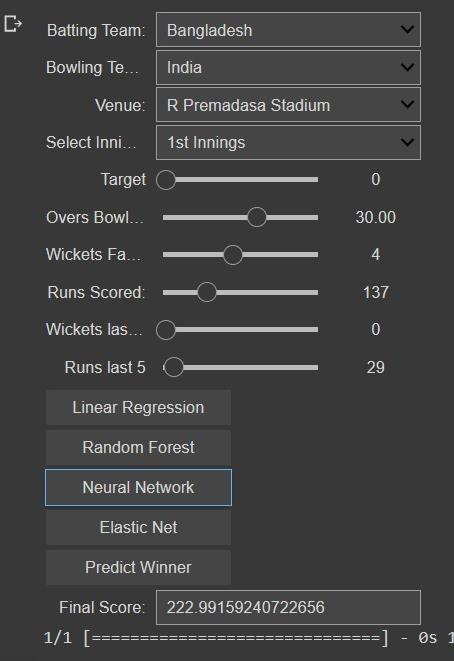 Batting Team: Bangladesh
Bowling Te... India
Venue: R Premadasa Stadium
Select Inni... 1st Innings
Target 0
Overs Bowl... 30.00
Wickets Fa... 4
Runs Scored: 137
Wickets las... 0
Runs last 5 29
Linear Regression
Random Forest
Neural Network
Elastic Net
Predict Winner
Final Score: 222.99159240722656
1/1 [==============================] - 0s 1